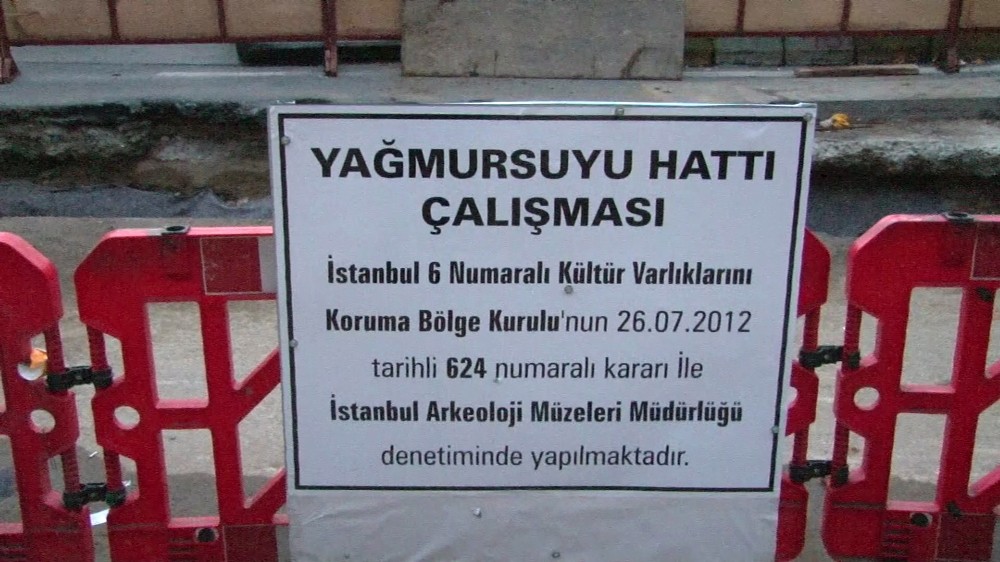 YAĞMURSUYU HATTI
ÇALIŞMASI
İstanbul 6 Numaralı Kültür Varlıklarını
Koruma Bölge Kurulu'nun 26.07.2012
tarihli 624 numaralı kararı İle
İstanbul Arkeoloji Müzeleri Müdürlüğü
denetiminde yapılmaktadır.